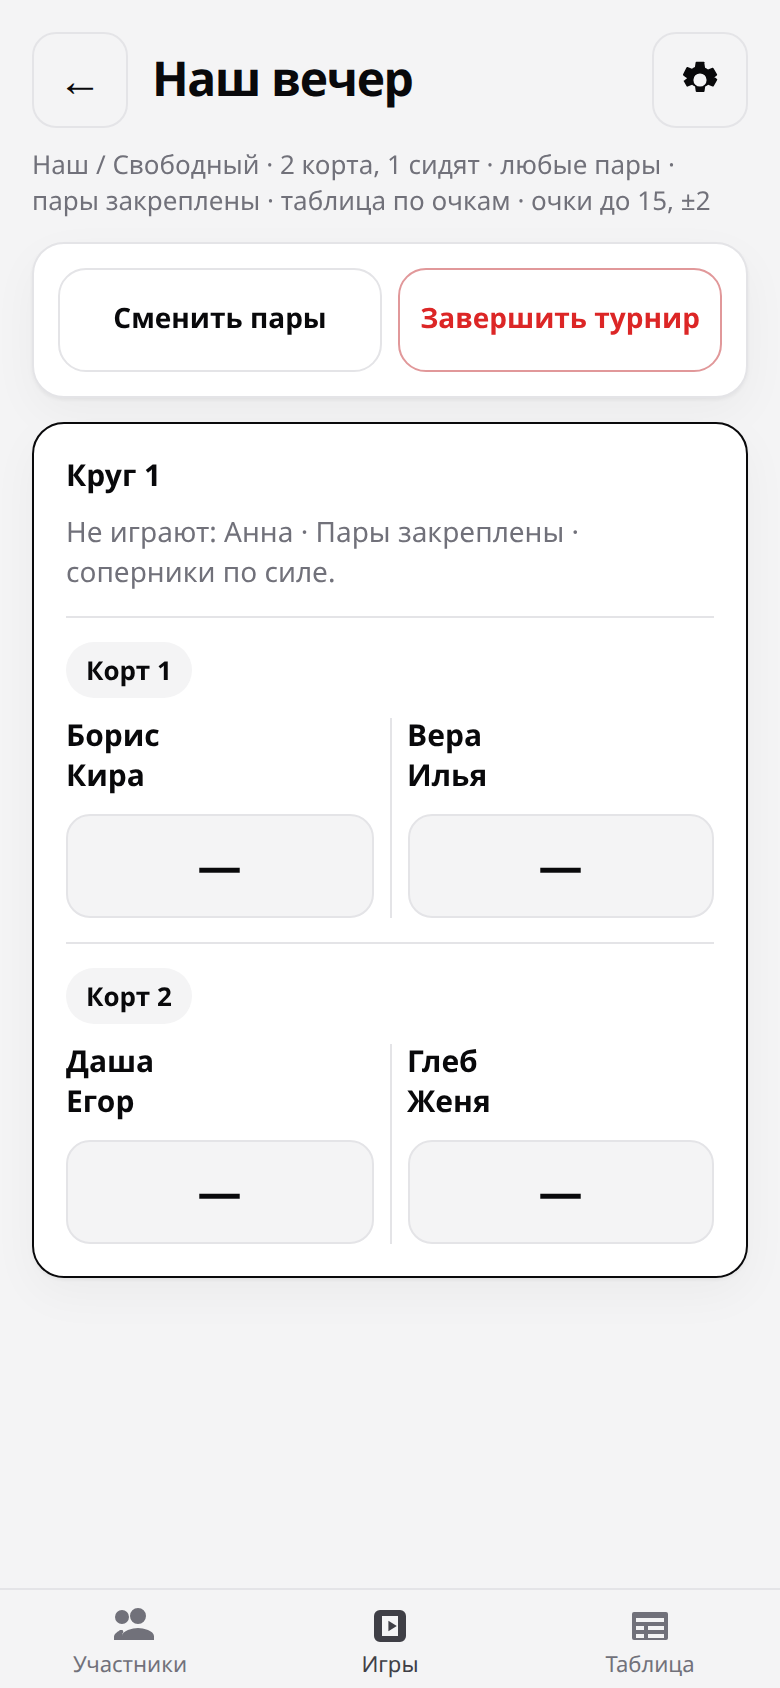 ←
Наш вечер
Наш / Свободный · 2 корта, 1 сидят · любые пары ·
пары закреплены · таблица по очкам · очки до 15, ±2
Сменить пары
Завершить турнир
Круг 1
Не играют: Анна · Пары закреплены ·
соперники по силе.
Корт 1
Борис
Кира
Вера
Илья
—
—
Корт 2
Даша
Егор
Глеб
Женя
—
—
Участники
Игры
Таблица